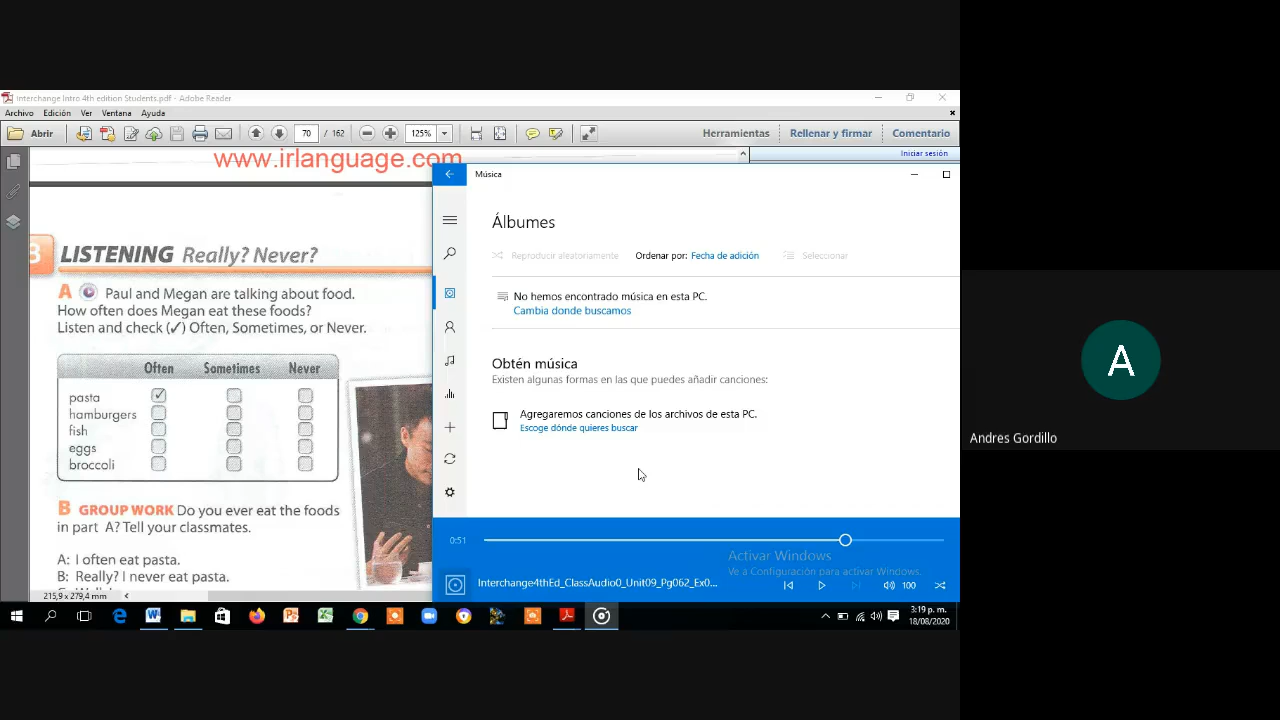 Interchange Intro 4th edition Students.pdf - Adobe Reader
Archivo Edición Ver Ventana Ayuda
Abrir 70 / 162 125% Herramientas Rellenar y firmar Comentario
Iniciar sesión
www.irlanguage.com
LISTENING Really? Never?
A Paul and Megan are talking about food.
How often does Megan eat these foods?
Listen and check (✓) Often, Sometimes, or Never.
Often Sometimes Never
pasta
hamburgers
fish
eggs
broccoli
B GROUP WORK Do you ever eat the foods
in part A? Tell your classmates.
A: I often eat pasta.
B: Really? I never eat pasta.
215,9 x 279,4 mm
Música
Álbumes
Reproducir aleatoriamente Ordenar por: Fecha de adición Seleccionar
No hemos encontrado música en esta PC.
Cambia donde buscamos
Obtén música
Existen algunas formas en las que puedes añadir canciones:
Agregaremos canciones de los archivos de esta PC.
Escoge dónde quieres buscar
0:51
Activar Windows
Ve a Configuración para activar Windows.
Interchange4thEd_ClassAudio0_Unit09_Pg062_Ex0...
100
3:19 p. m.
18/08/2020
A
Andres Gordillo